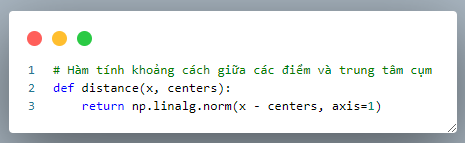 1 # Hàm tính khoảng cách giữa các điểm và trung tâm cụm
2 def distance(x, centers):
3     return np.linalg.norm(x - centers, axis=1)